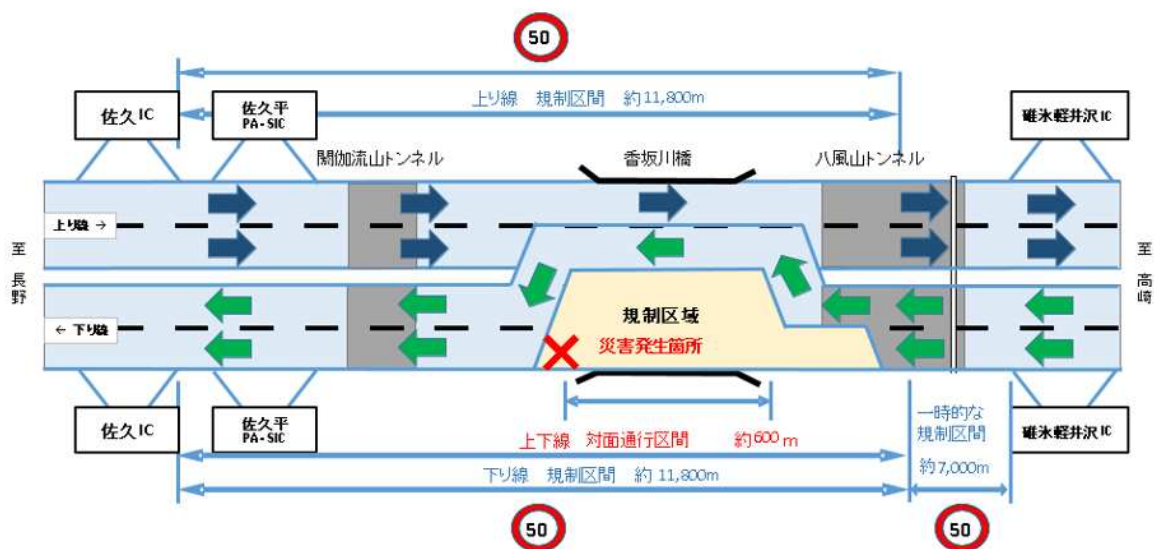 50
上り線 規制区間 約11,800m
佐久IC
佐久平
PA-SIC
碓氷軽井沢IC
閼伽流山トンネル
香坂川橋
八風山トンネル
上り線 →
至 長野
至 高崎
← 下り線
規制区域
災害発生箇所
佐久IC
佐久平
PA-SIC
一時的な
規制区間
約7,000m
碓氷軽井沢IC
上下線 対面通行区間 約600m
下り線 規制区間 約11,800m
50
50